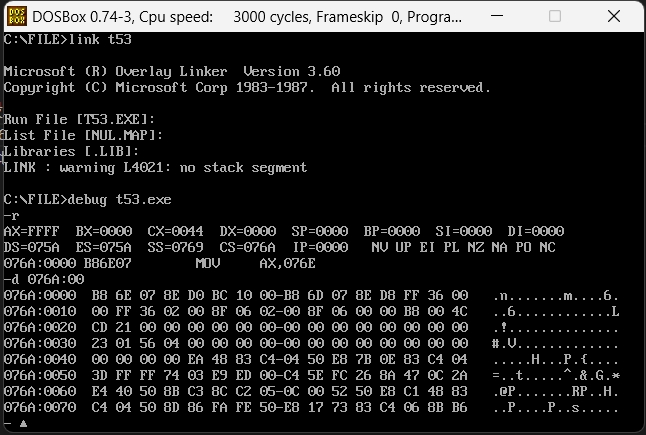 DOS BOX
DOSBox 0.74-3, Cpu speed: 3000 cycles, Frameskip 0, Progra...
C:\FILE>link t53
Microsoft (R) Overlay Linker Version 3.60
Copyright (C) Microsoft Corp 1983-1987. All rights reserved.
Run File [T53.EXE]:
List File [NUL.MAP]:
Libraries [.LIB]:
LINK : warning L4021: no stack segment
C:\FILE>debug t53.exe
-r
AX=FFFF BX=0000 CX=0044 DX=0000 SP=0000 BP=0000 SI=0000 DI=0000
DS=075A ES=075A SS=0769 CS=076A IP=0000 NV UP EI PL NZ NA PO NC
076A:0000 B86E07 MOV AX,076E
-d 076A:00
076A:0000 B8 6E 07 8E D0 BC 10 00-B8 6D 07 8E D8 FF 36 00 .n.......m....6.
076A:0010 00 FF 36 02 00 8F 06 02-00 8F 06 00 00 B8 00 4C ..6............L
076A:0020 CD 21 00 00 00 00 00 00-00 00 00 00 00 00 00 00 .!..............
076A:0030 23 01 56 04 00 00 00 00-00 00 00 00 00 00 00 00 #.V.............
076A:0040 00 00 00 00 EA 48 83 C4-04 50 E8 7B 0E 83 C4 04 .....H...P.{....
076A:0050 3D FF FF 74 03 E9 ED 00-C4 5E FC 26 8A 47 0C 2A =..t.....^.&.G.*
076A:0060 E4 40 50 8B C3 8C C2 05-0C 00 52 50 E8 C1 48 83 .@P.......RP..H.
076A:0070 C4 04 50 8D 86 FA FE 50-E8 17 73 83 C4 06 8B B6 ..P....P..s.....
-